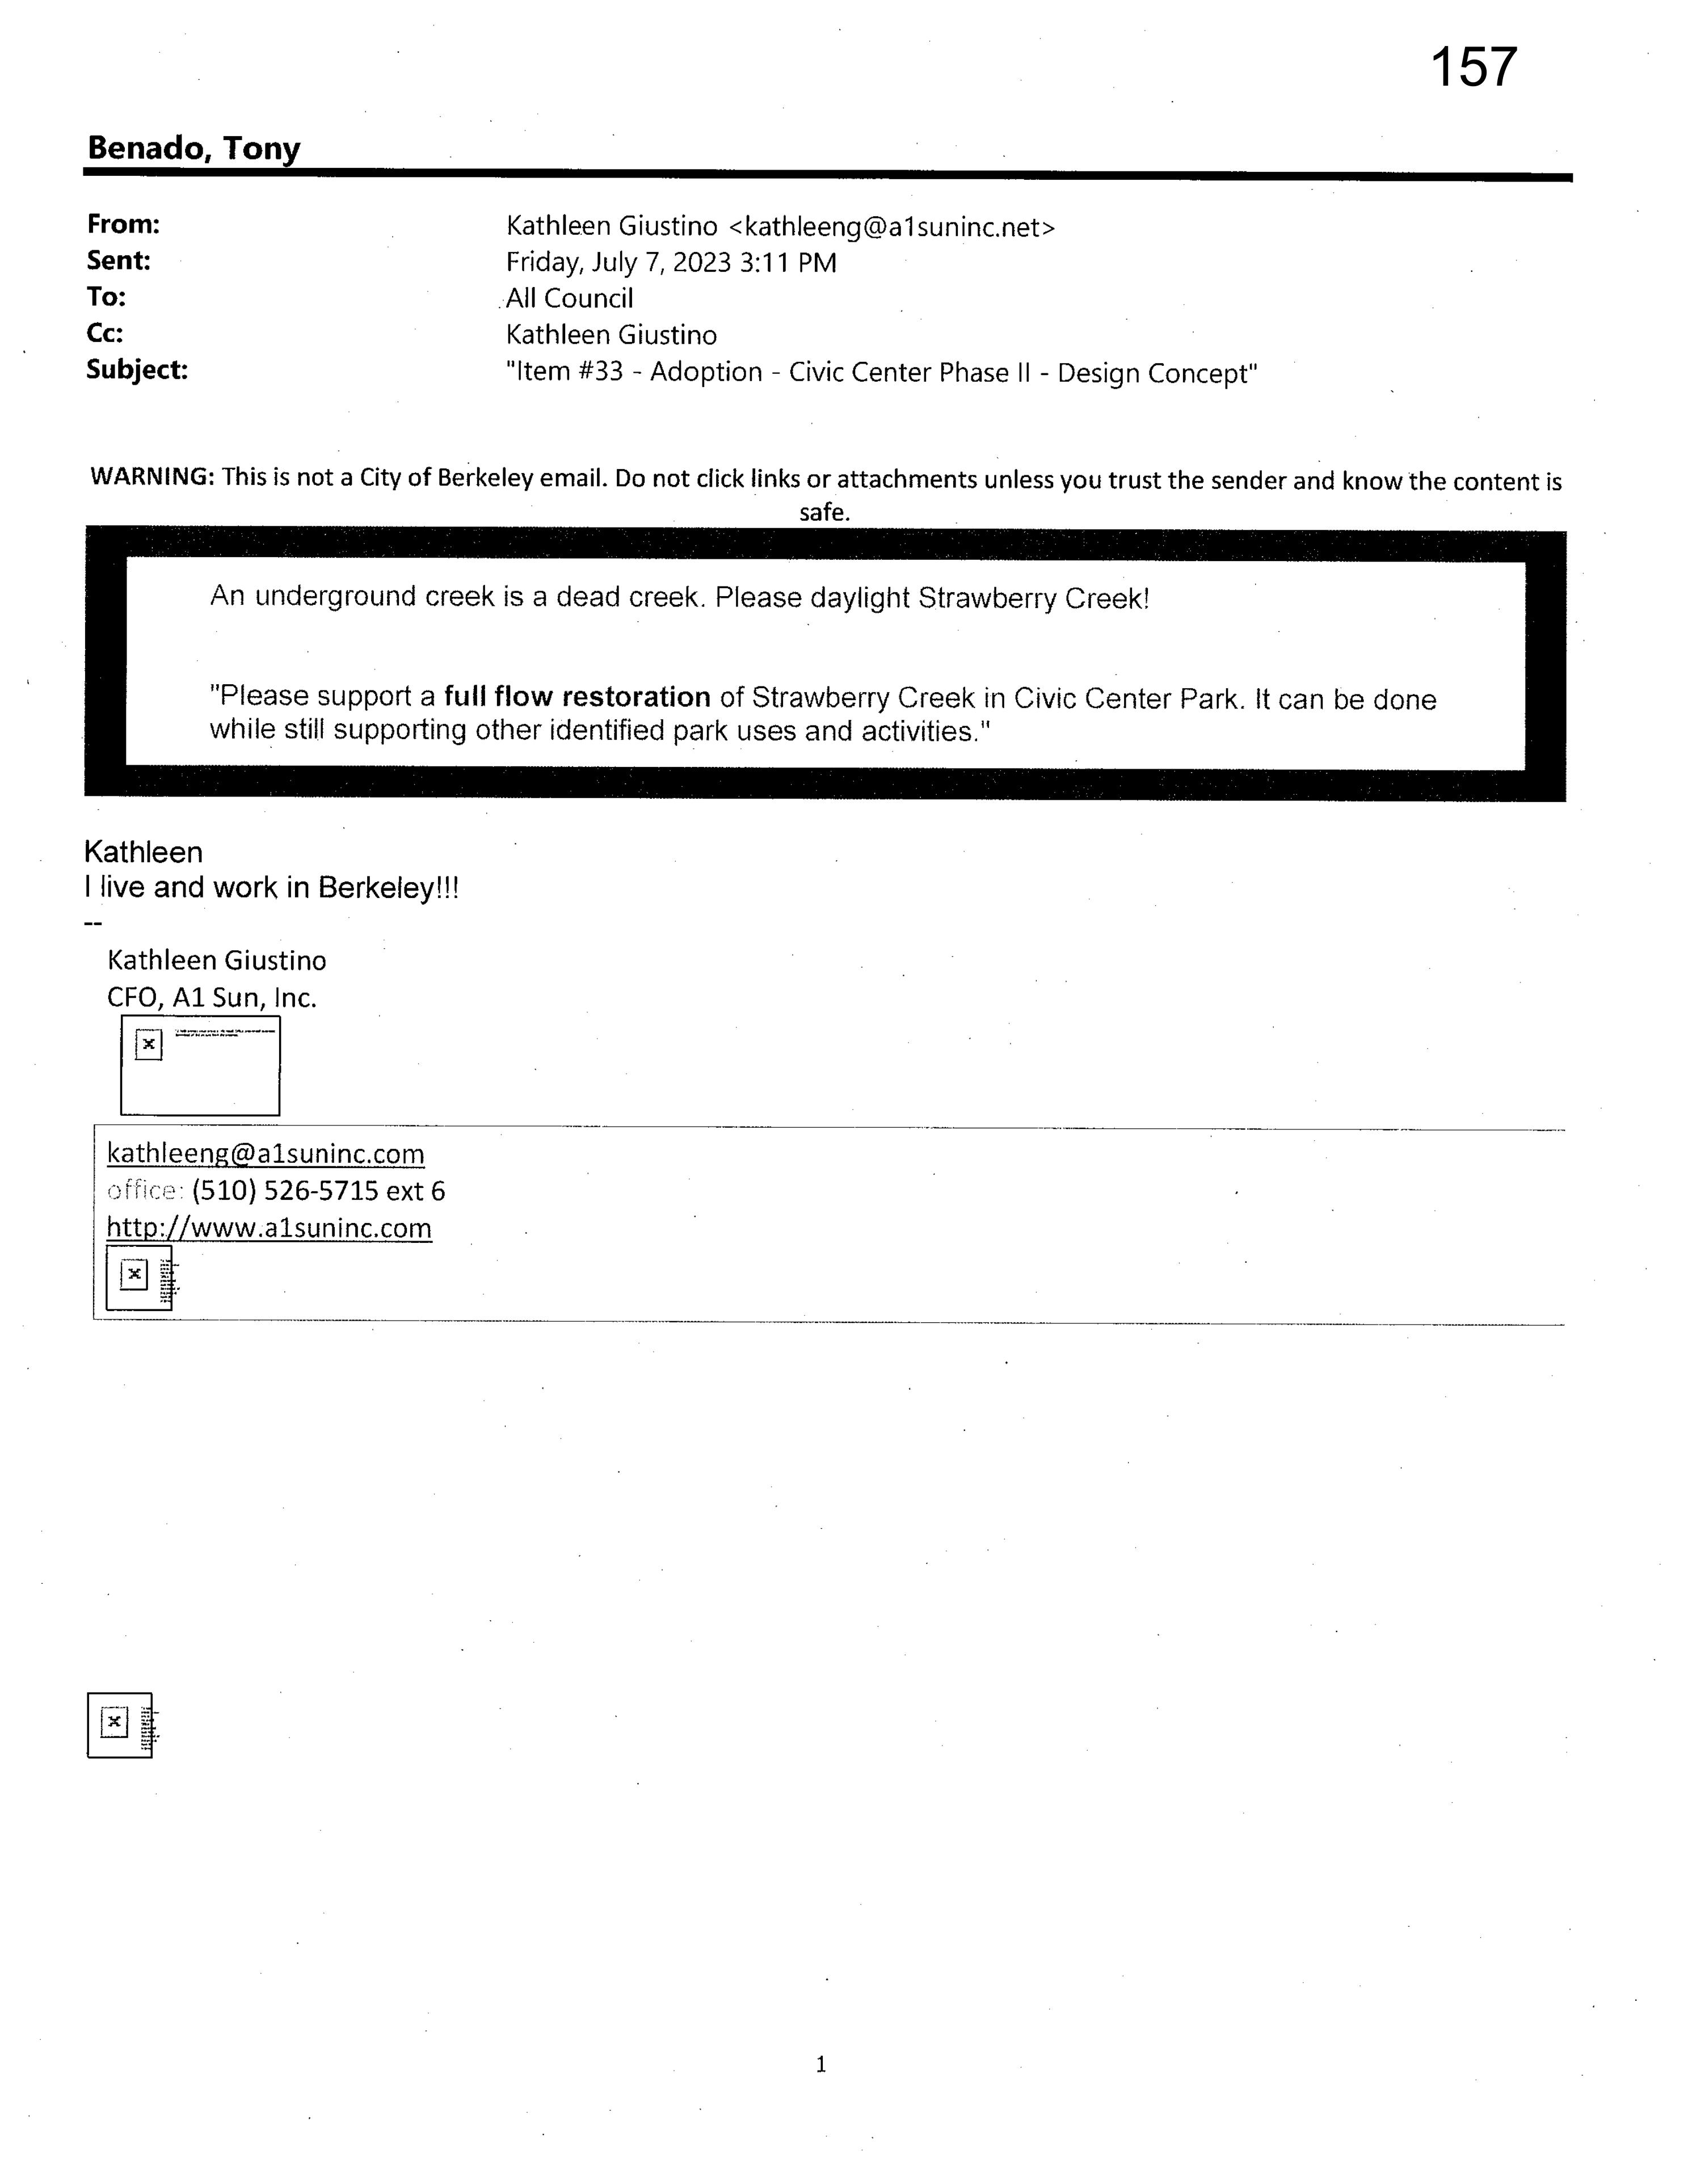 157
Benado, Tony
From: Kathleen Giustino <kathleeng@a1suninc.net>
Sent: Friday, July 7, 2023 3:11 PM
To: All Council
Cc: Kathleen Giustino
Subject: "Item #33 - Adoption - Civic Center Phase II - Design Concept"
WARNING: This is not a City of Berkeley email. Do not click links or attachments unless you trust the sender and know the content is
safe.
An underground creek is a dead creek. Please daylight Strawberry Creek!
"Please support a full flow restoration of Strawberry Creek in Civic Center Park. It can be done
while still supporting other identified park uses and activities."
Kathleen
I live and work in Berkeley!!!
--
Kathleen Giustino
CFO, A1 Sun, Inc.
kathleeng@a1suninc.com
office: (510) 526-5715 ext 6
http://www.a1suninc.com
1